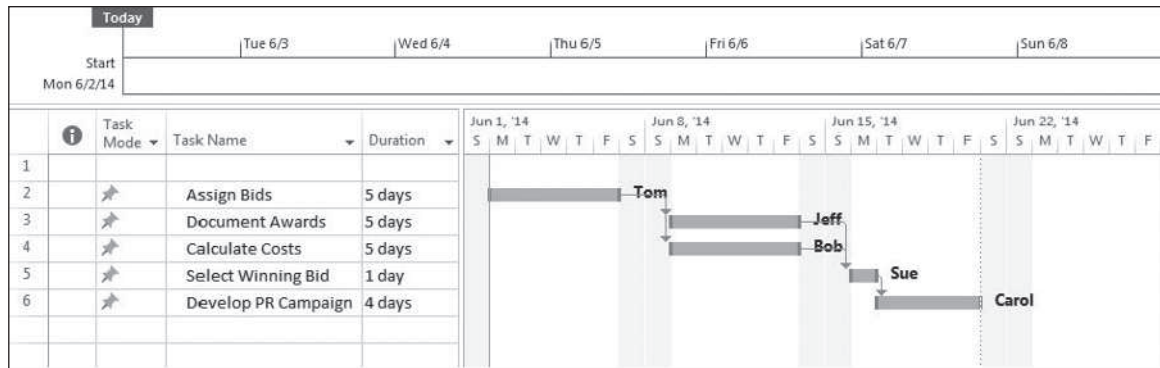 Today
Tue 6/3 Wed 6/4 Thu 6/5 Fri 6/6 Sat 6/7 Sun 6/8
Start
Mon 6/2/14
Task Mode Task Name Duration
Jun 1, '14 Jun 8, '14 Jun 15, '14 Jun 22, '14
S M T W T F S S M T W T F S S M T W T F S S M T W T F
1
2 Assign Bids 5 days Tom
3 Document Awards 5 days Jeff
4 Calculate Costs 5 days Bob
5 Select Winning Bid 1 day Sue
6 Develop PR Campaign 4 days Carol